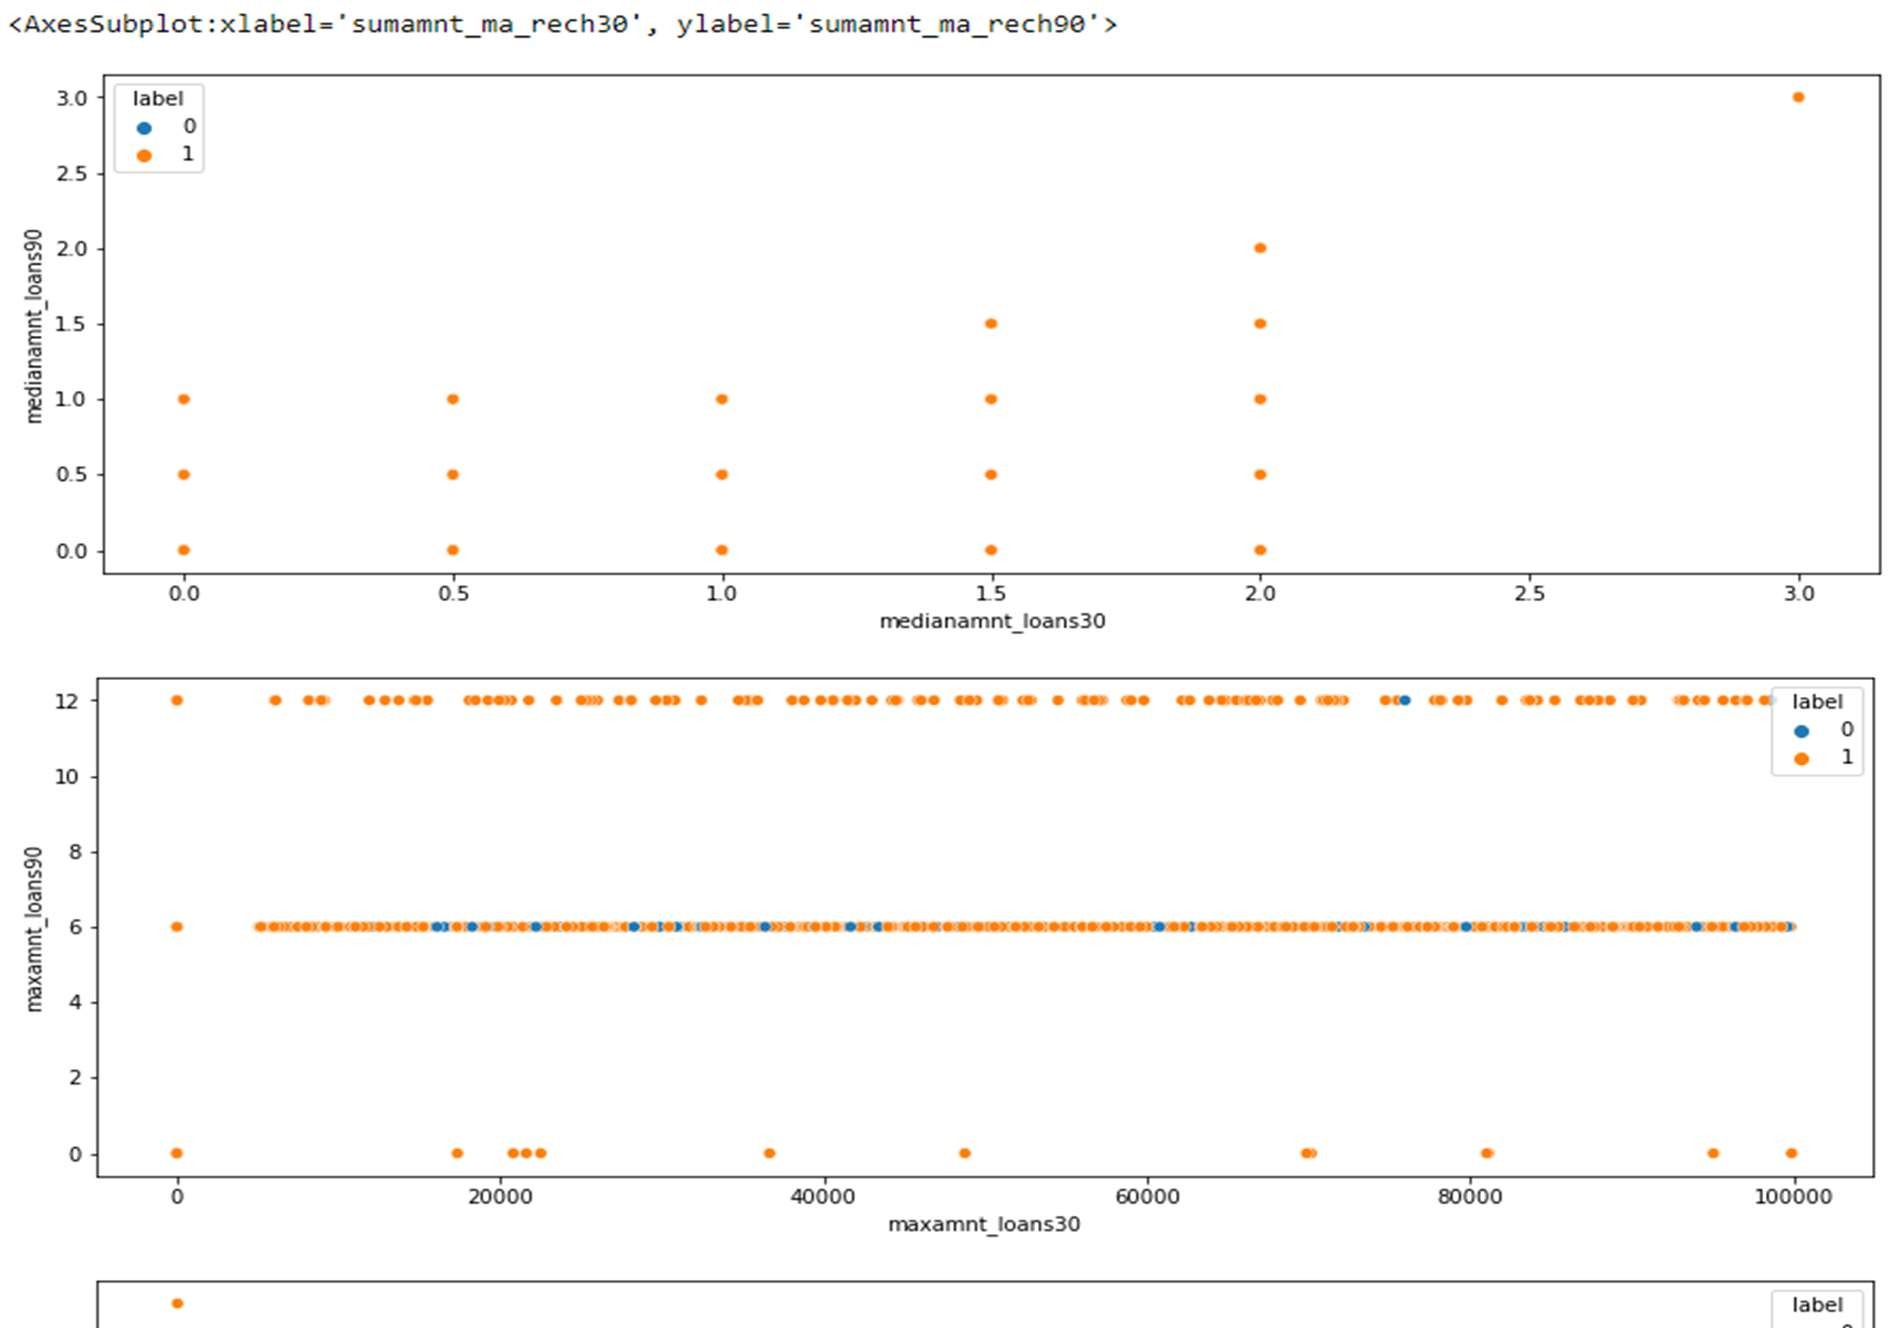 <AxesSubplot:xlabel='sumamnt_ma_rech30', ylabel='sumamnt_ma_rech90'>
label
0
1
3.0
2.5
2.0
1.5
1.0
0.5
0.0
medianamnt_loans90
0.0 0.5 1.0 1.5 2.0 2.5 3.0
medianamnt_loans30
label
0
1
12
10
8
6
4
2
0
maxamnt_loans90
0 20000 40000 60000 80000 100000
maxamnt_loans30
label